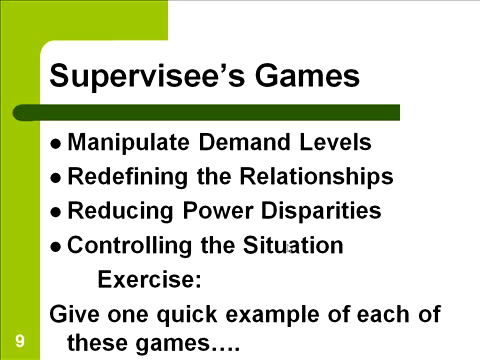 Supervisee's Games
● Manipulate Demand Levels
● Redefining the Relationships
● Reducing Power Disparities
● Controlling the Situation
Exercise:
Give one quick example of each of
these games....
9